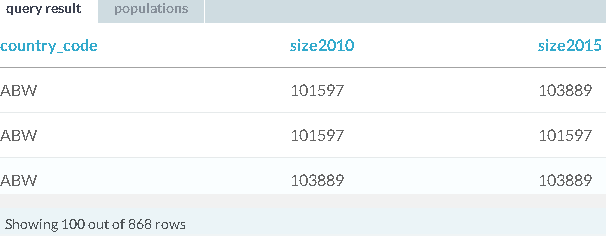 query result populations
country_code size2010 size2015
ABW 101597 103889
ABW 101597 101597
ABW 103889 103889
Showing 100 out of 868 rows